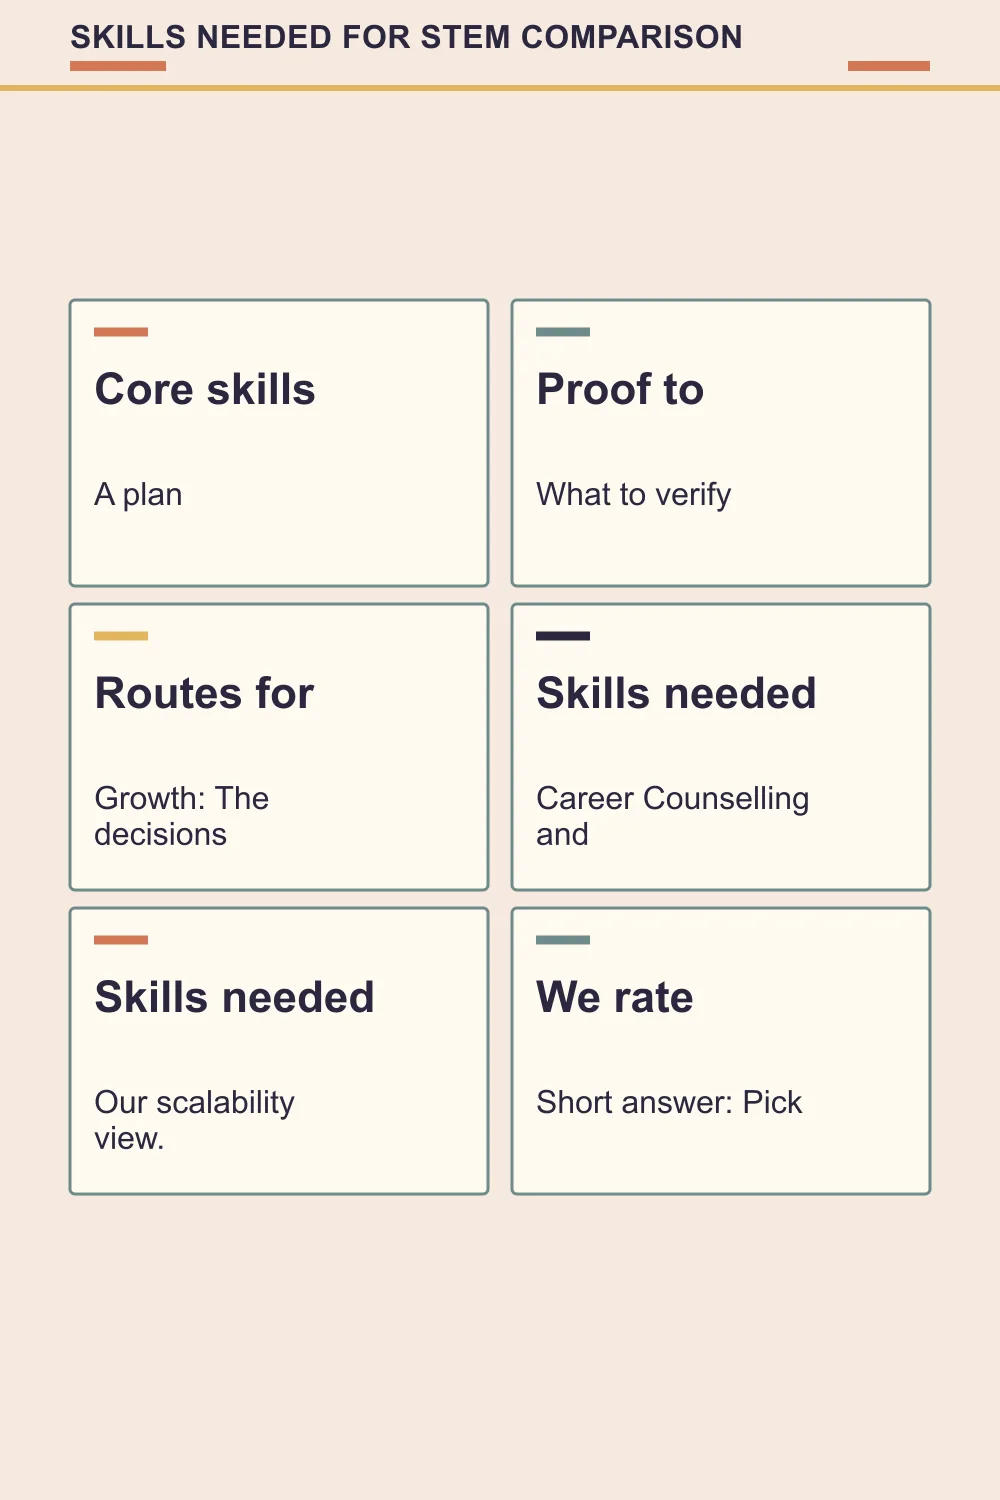 SKILLS NEEDED FOR STEM COMPARISON
Core skills
A plan
Proof to
What to verify
Routes for
Growth: The
decisions
Skills needed
Career Counselling
and
Skills needed
Our scalability
view.
We rate
Short answer: Pick